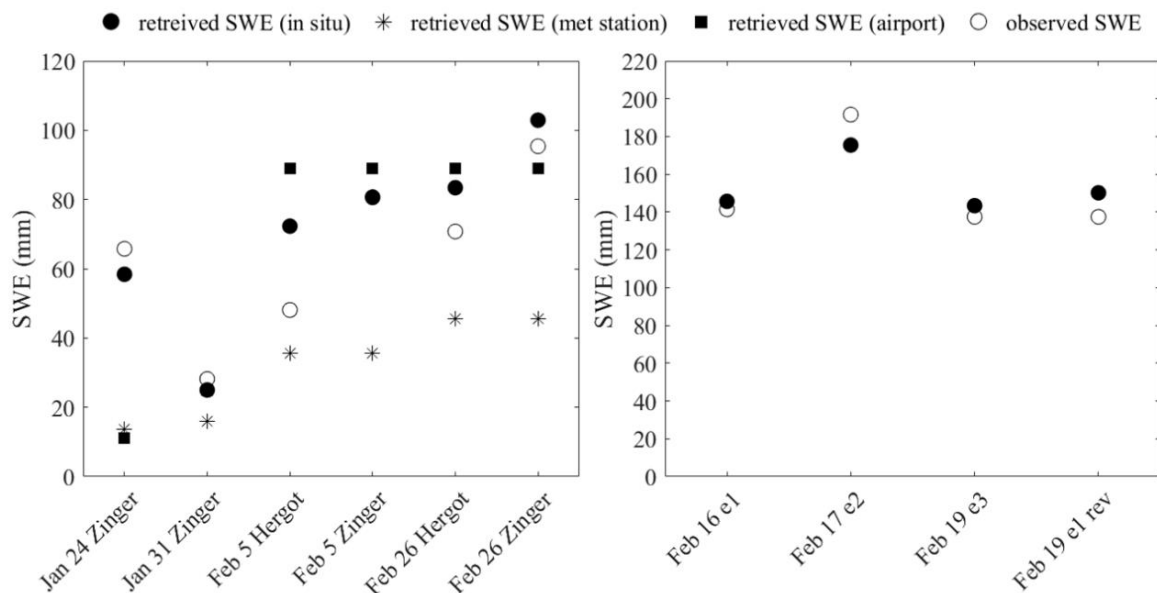 retreived SWE (in situ) retrieved SWE (met station) retrieved SWE (airport) observed SWE
120
100
80
60
40
20
0
SWE (mm)
Jan 24 Zinger
Jan 31 Zinger
Feb 5 Hergot
Feb 5 Zinger
Feb 26 Hergot
Feb 26 Zinger
220
200
180
160
140
120
100
80
60
40
20
0
SWE (mm)
Feb 16 e1
Feb 17 e2
Feb 19 e3
Feb 19 e1 rev